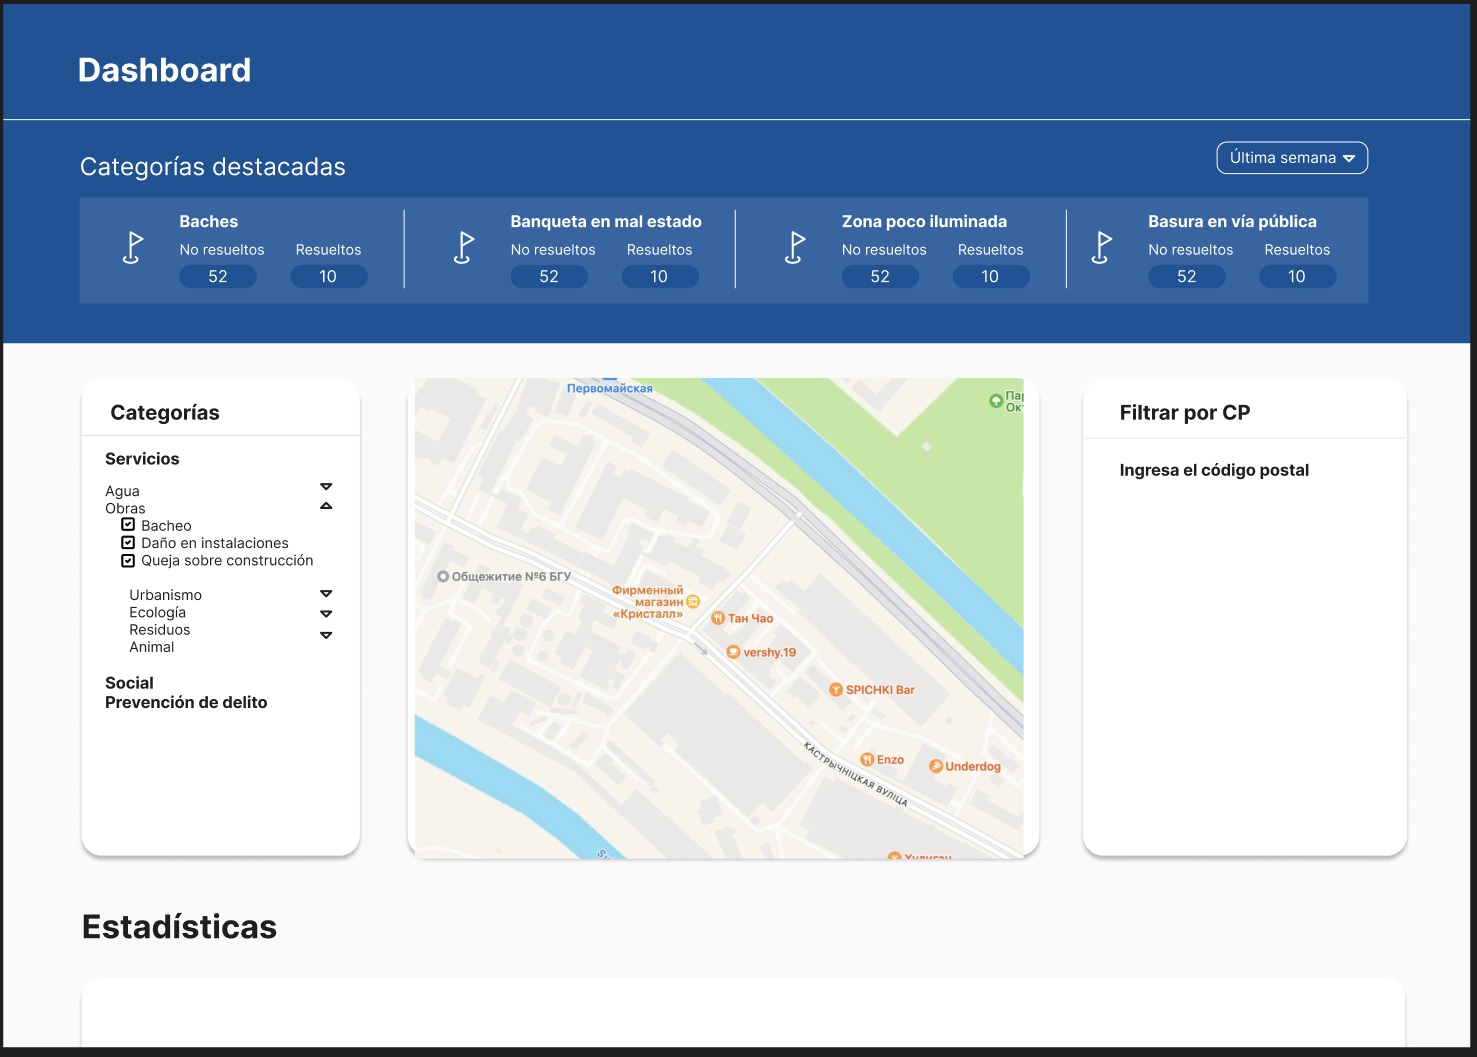 Dashboard
Categorías destacadas
Última semana
Baches
No resueltos Resueltos
52 10
Banqueta en mal estado
No resueltos Resueltos
52 10
Zona poco iluminada
No resueltos Resueltos
52 10
Basura en vía pública
No resueltos Resueltos
52 10
Categorías
Servicios
Agua
Obras
Bacheo
Daño en instalaciones
Queja sobre construcción
Urbanismo
Ecología
Residuos
Animal
Social
Prevención de delito
Первомайская
Общежитие №6 БГУ
Фирменный
магазин
«Кристалл»
Тан Чао
vershy.19
SPICHKI Bar
Enzo
Underdog
КАСТРЫЧНІЦКАЯ ВУЛІЦА
Filtrar por CP
Ingresa el código postal
Estadísticas